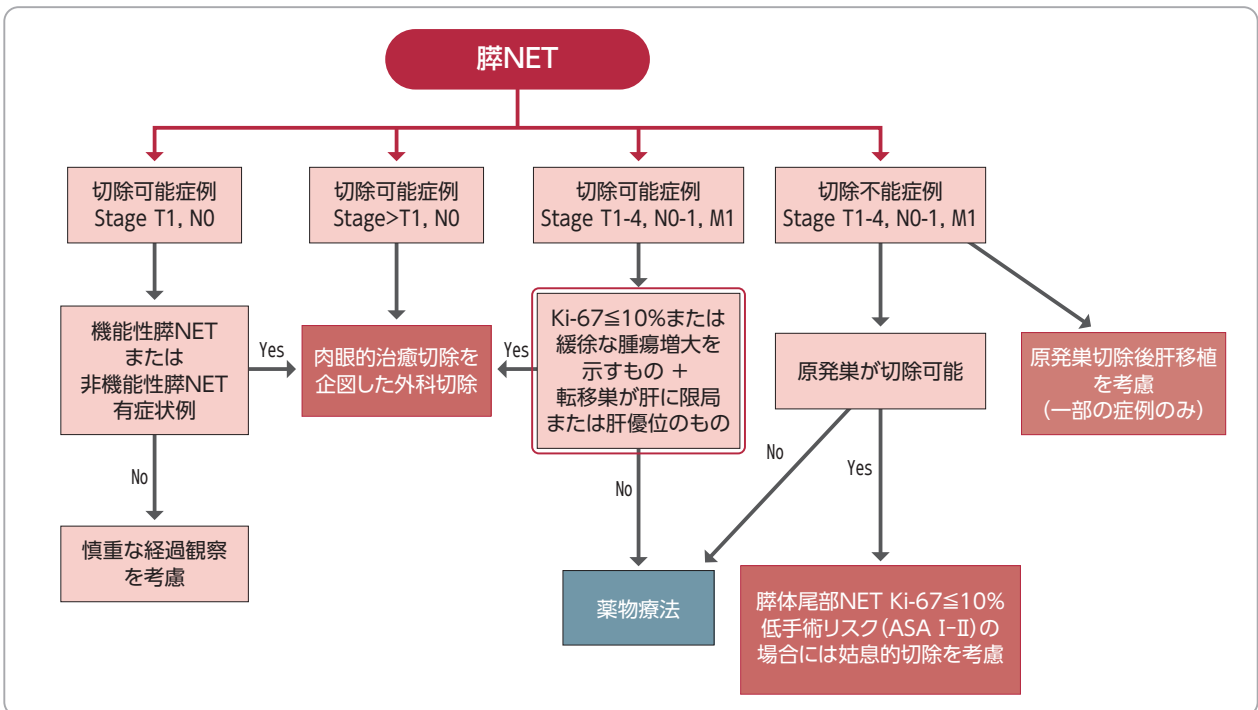 膵NET
切除可能症例
Stage T1, N0
切除可能症例
Stage>T1, N0
切除可能症例
Stage T1-4, N0-1, M1
切除不能症例
Stage T1-4, N0-1, M1
機能性膵NET
または
非機能性膵NET
有症状例
Yes
肉眼的治癒切除を
企図した外科切除
Yes
Ki-67≦10%または
緩徐な腫瘍増大を
示すもの +
転移巣が肝に限局
または肝優位のもの
原発巣が切除可能
原発巣切除後肝移植
を考慮
(一部の症例のみ)
No
No
No
Yes
慎重な経過観察
を考慮
薬物療法
膵体尾部NET Ki-67≦10%
低手術リスク(ASA I-II)の
場合には姑息的切除を考慮